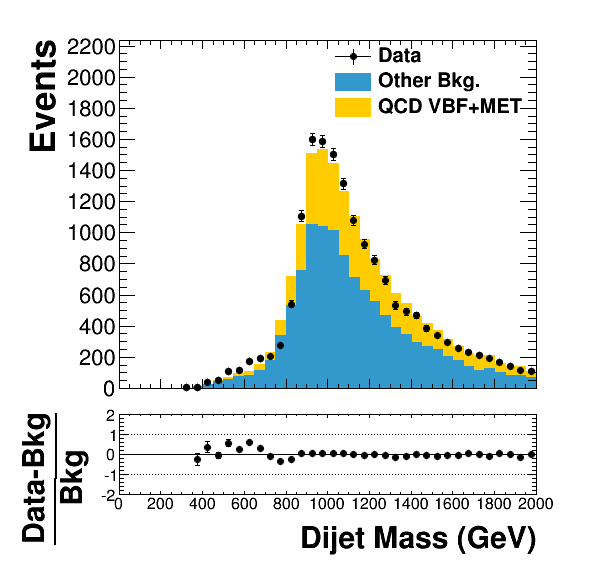 Events
2200
2000
1800
1600
1400
1200
1000
800
600
400
200
0
Data
Other Bkg.
QCD VBF+MET
Data-Bkg
Bkg
2
1
0
-1
-2
0 200 400 600 800 1000 1200 1400 1600 1800 2000
Dijet Mass (GeV)